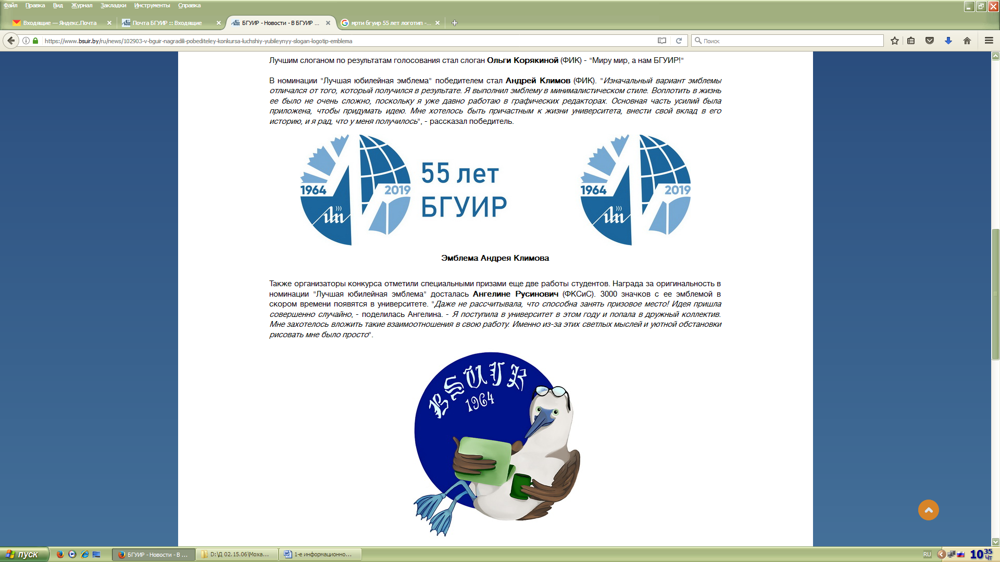 Файл Правка Вид Журнал Закладки Инструменты Справка
Входящие — Яндекс.Почта
Почта БГУИР :: Входящие
БГУИР - Новости - В БГУИР ...
мрти бгуир 55 лет логотип -...
https://www.bsuir.by/ru/news/102903-v-bguir-nagradili-pobediteley-konkursa-luchshiy-yubileynyy-slogan-logotip-emblema
Поиск
Лучшим слоганом по результатам голосования стал слоган Ольги Корякиной (ФИК) - "Миру мир, а нам БГУИР!"
В номинации "Лучшая юбилейная эмблема" победителем стал Андрей Климов (ФИК). "Изначальный вариант эмблемы
отличался от того, который получился в результате. Я выполнил эмблему в минималистическом стиле. Воплотить в жизнь
ее было не очень сложно, поскольку я уже давно работаю в графических редакторах. Основная часть усилий была
приложена, чтобы придумать идею. Мне хотелось быть причастным к жизни университета, внести свой вклад в его
историю, и я рад, что у меня получилось", - рассказал победитель.
1964 2019
55 лет
БГУИР
1964 2019
Эмблема Андрея Климова
Также организаторы конкурса отметили специальными призами еще две работы студентов. Награда за оригинальность в
номинации "Лучшая юбилейная эмблема" досталась Ангелине Русинович (ФКСиС). 3000 значков с ее эмблемой в
скором времени появятся в университете. "Даже не рассчитывала, что способна занять призовое место! Идея пришла
совершенно случайно, - поделилась Ангелина. - Я поступила в университет в этом году и попала в дружный коллектив.
Мне захотелось вложить такие взаимоотношения в свою работу. Именно из-за этих светлых мыслей и уютной обстановки
рисовать мне было просто".
BSUIR
1964
пуск
БГУИР - Новости - В ...
D:\Д 02.15.06\Моха...
1-е информационно...
RU
10 35
Чт